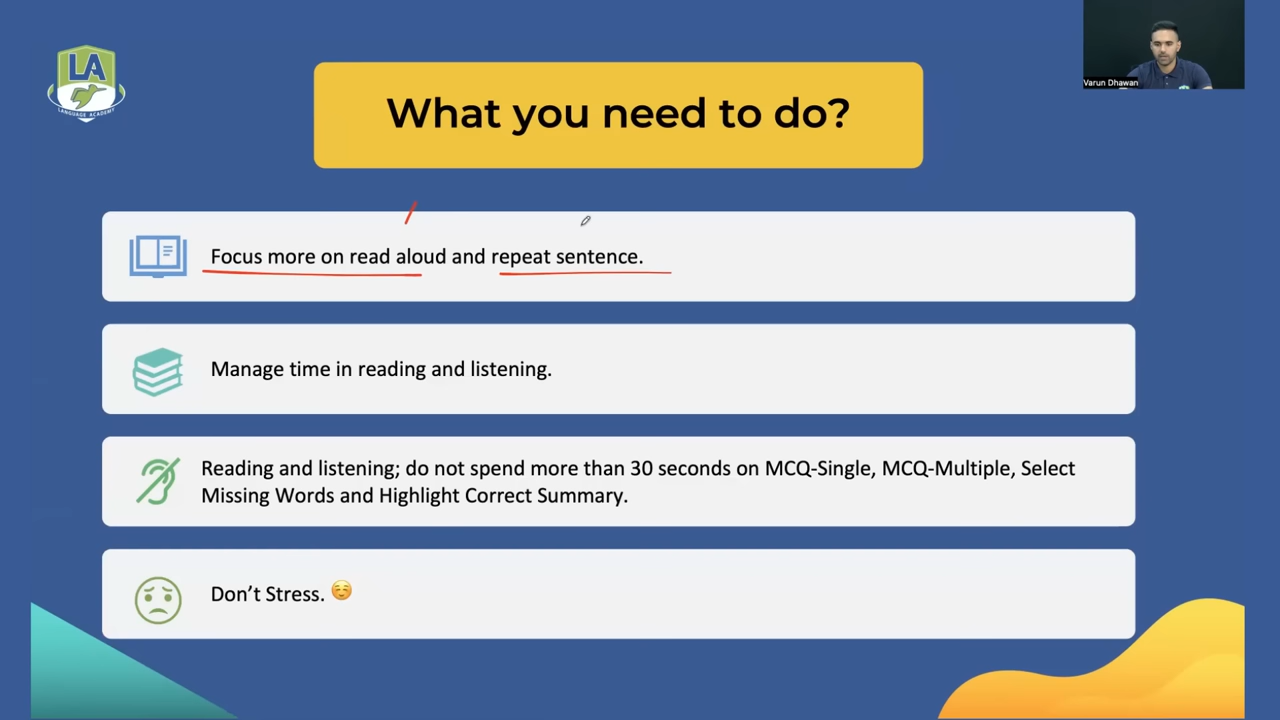 LA
LANGUAGE ACADEMY
Varun Dhawan
What you need to do?
Focus more on read aloud and repeat sentence.
Manage time in reading and listening.
Reading and listening; do not spend more than 30 seconds on MCQ-Single, MCQ-Multiple, Select
Missing Words and Highlight Correct Summary.
Don’t Stress. ☺️